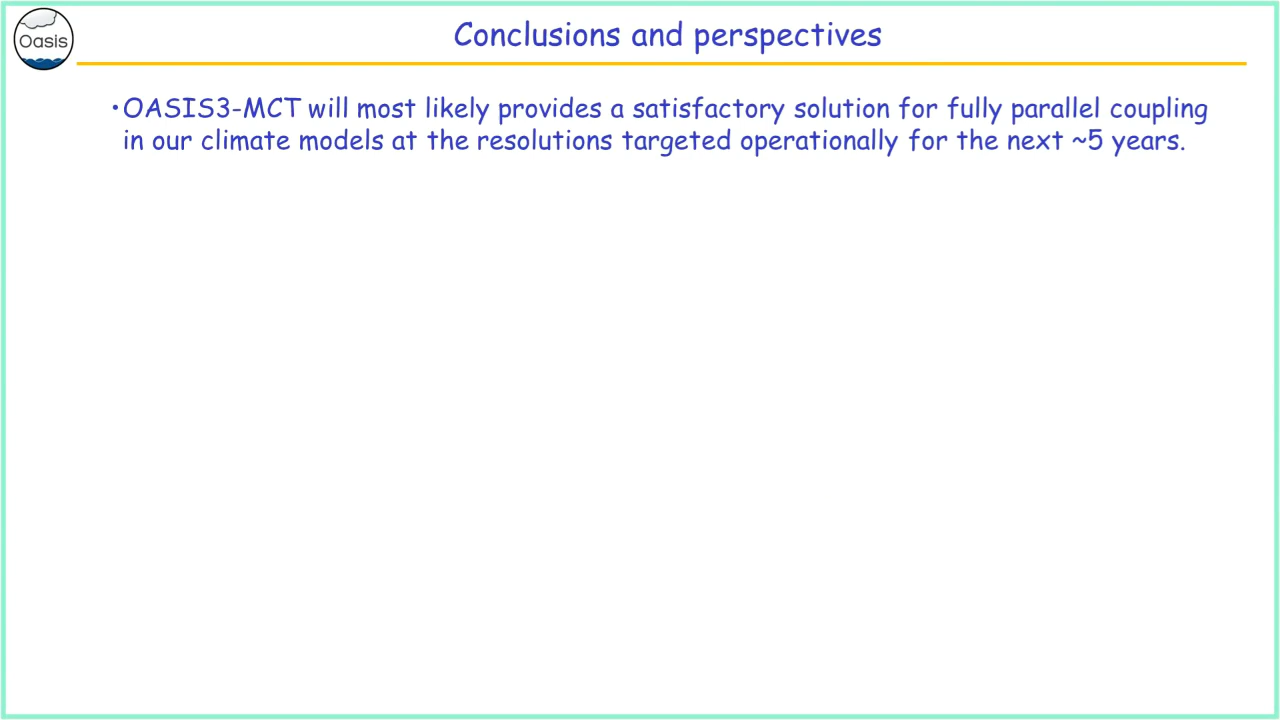 Oasis
Conclusions and perspectives
•OASIS3-MCT will most likely provides a satisfactory solution for fully parallel coupling
in our climate models at the resolutions targeted operationally for the next ~5 years.